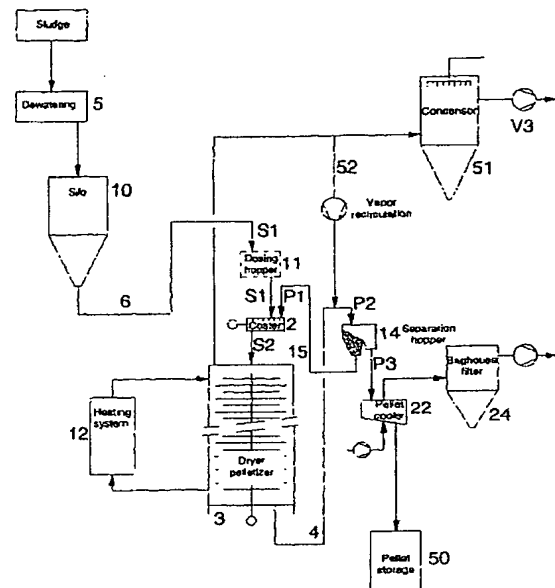 Sludge
Dewatering
5
Silo
10
6
S1
Dosing
hopper
11
S1
P1
Coater
2
S2
15
52
Vapor
recirculation
Condensor
51
V3
P2
14
Separation
hopper
P3
Baghouse
filter
24
Pellet
cooler
22
Heating
system
12
Dryer
pelletizer
3
4
Pellet
storage
50